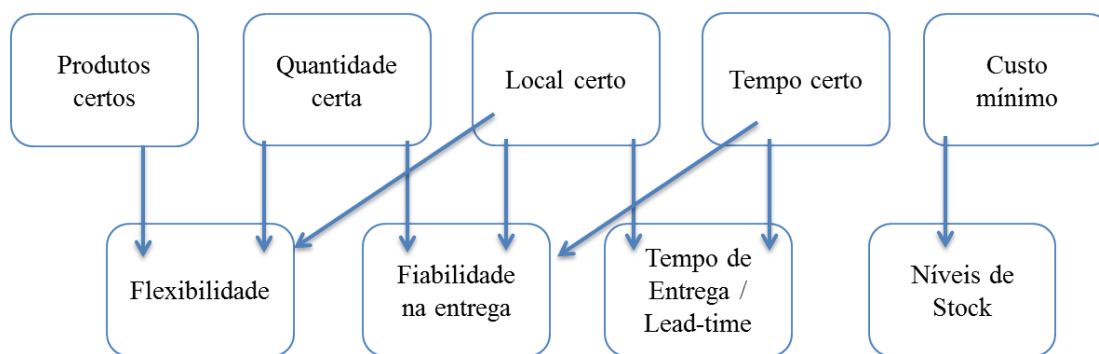 Produtos
certos
Quantidade
certa
Local certo
Tempo certo
Custo
mínimo
Flexibilidade
Fiabilidade
na entrega
Tempo de
Entrega /
Lead-time
Níveis de
Stock